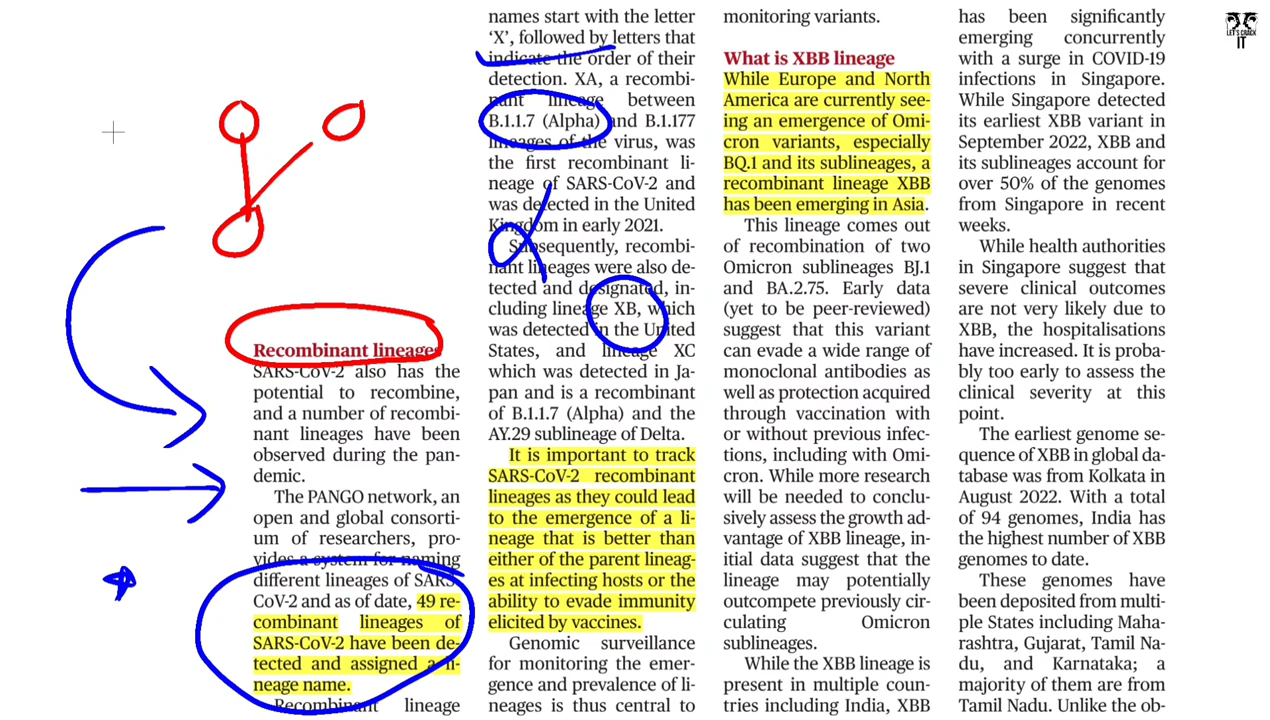 Recombinant lineages
SARS-CoV-2 also has the
potential to recombine,
and a number of recombi-
nant lineages have been
observed during the pan-
demic.
The PANGO network, an
open and global consorti-
um of researchers, pro-
vides a system for naming
different lineages of SARS-
CoV-2 and as of date, 49 re-
combinant lineages of
SARS-CoV-2 have been de-
tected and assigned a li-
neage name.
Recombinant lineage
names start with the letter
‘X’, followed by letters that
indicate the order of their
detection. XA, a recombi-
nant lineage between
B.1.1.7 (Alpha) and B.1.177
lineages of the virus, was
the first recombinant li-
neage of SARS-CoV-2 and
was detected in the United
Kingdom in early 2021.
Subsequently, recombi-
nant lineages were also de-
tected and designated, in-
cluding lineage XB, which
was detected in the United
States, and lineage XC
which was detected in Ja-
pan and is a recombinant
of B.1.1.7 (Alpha) and the
AY.29 sublineage of Delta.
It is important to track
SARS-CoV-2 recombinant
lineages as they could lead
to the emergence of a li-
neage that is better than
either of the parent lineag-
es at infecting hosts or the
ability to evade immunity
elicited by vaccines.
Genomic surveillance
for monitoring the emer-
gence and prevalence of li-
neages is thus central to
monitoring variants.
What is XBB lineage
While Europe and North
America are currently see-
ing an emergence of Omi-
cron variants, especially
BQ.1 and its sublineages, a
recombinant lineage XBB
has been emerging in Asia.
This lineage comes out
of recombination of two
Omicron sublineages BJ.1
and BA.2.75. Early data
(yet to be peer-reviewed)
suggest that this variant
can evade a wide range of
monoclonal antibodies as
well as protection acquired
through vaccination with
or without previous infec-
tions, including with Omi-
cron. While more research
will be needed to conclu-
sively assess the growth ad-
vantage of XBB lineage, in-
itial data suggest that the
lineage may potentially
outcompete previously cir-
culating Omicron
sublineages.
While the XBB lineage is
present in multiple coun-
tries including India, XBB
has been significantly
emerging concurrently
with a surge in COVID-19
infections in Singapore.
While Singapore detected
its earliest XBB variant in
September 2022, XBB and
its sublineages account for
over 50% of the genomes
from Singapore in recent
weeks.
While health authorities
in Singapore suggest that
severe clinical outcomes
are not very likely due to
XBB, the hospitalisations
have increased. It is proba-
bly too early to assess the
clinical severity at this
point.
The earliest genome se-
quence of XBB in global da-
tabase was from Kolkata in
August 2022. With a total
of 94 genomes, India has
the highest number of XBB
genomes to date.
These genomes have
been deposited from multi-
ple States including Maha-
rashtra, Gujarat, Tamil Na-
du, and Karnataka; a
majority of them are from
Tamil Nadu. Unlike the ob-
LET'S CRACK
IT
α